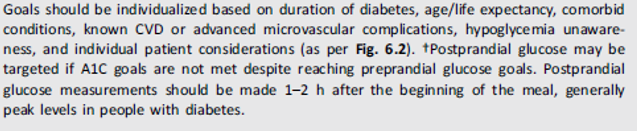 Goals should be individualized based on duration of diabetes, age/life expectancy, comorbid
conditions, known CVD or advanced microvascular complications, hypoglycemia unaware-
ness, and individual patient considerations (as per Fig. 6.2). †Postprandial glucose may be
targeted if A1C goals are not met despite reaching preprandial glucose goals. Postprandial
glucose measurements should be made 1–2 h after the beginning of the meal, generally
peak levels in people with diabetes.